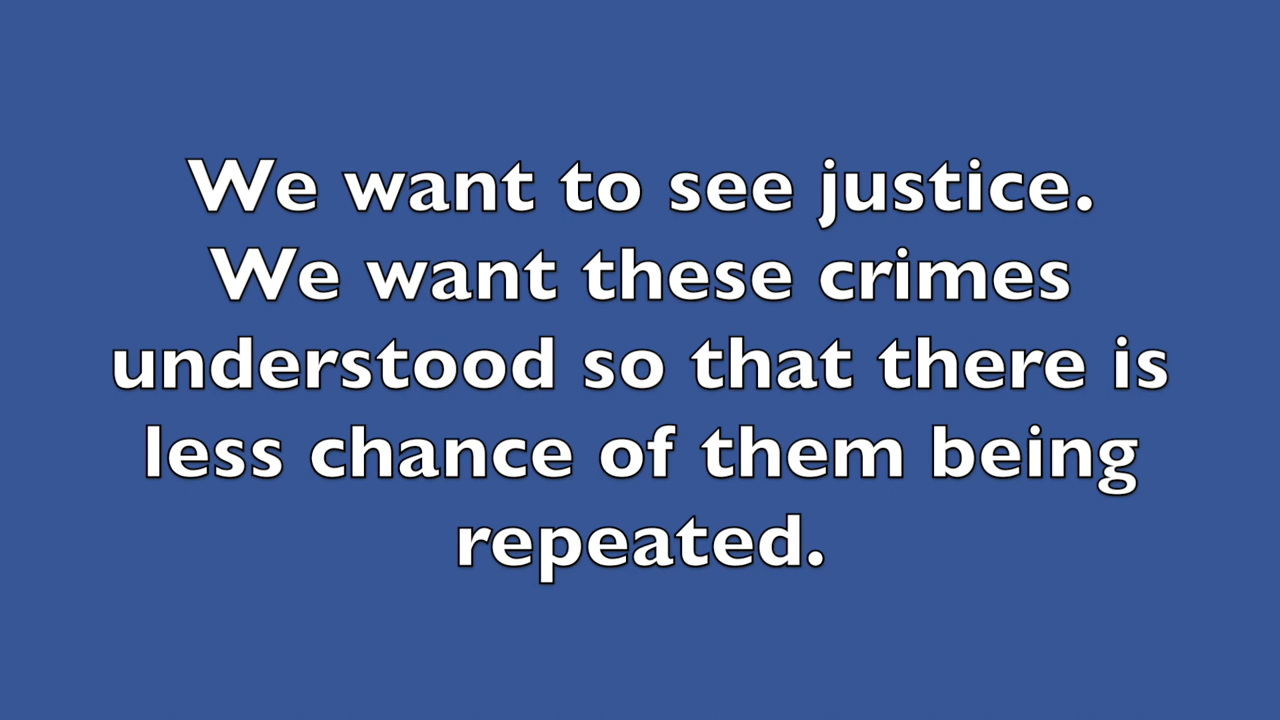 We want to see justice.
We want these crimes
understood so that there is
less chance of them being
repeated.